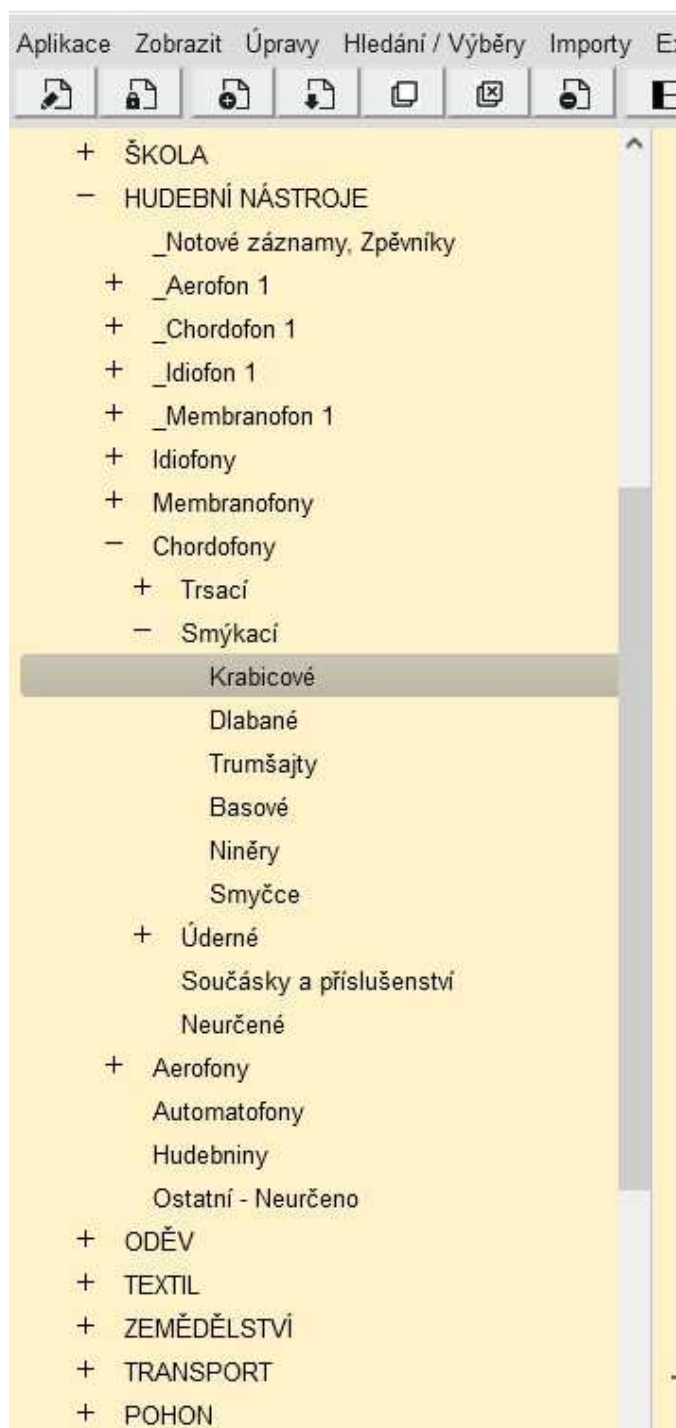 Aplikace Zobrazit Úpravy Hledání / Výběry Importy
+ ŠKOLA
− HUDEBNÍ NÁSTROJE
_Notové záznamy, Zpěvníky
+ _Aerofon 1
+ _Chordofon 1
+ _Idiofon 1
+ _Membranofon 1
+ Idiofony
+ Membranofony
− Chordofony
+ Trsací
− Smýkací
Krabicové
Dlabané
Trumšajty
Basové
Niněry
Smyčce
+ Úderné
Součásky a příslušenství
Neurčené
+ Aerofony
Automatofony
Hudebniny
Ostatní - Neurčeno
+ ODĚV
+ TEXTIL
+ ZEMĚDĚLSTVÍ
+ TRANSPORT
+ POHON